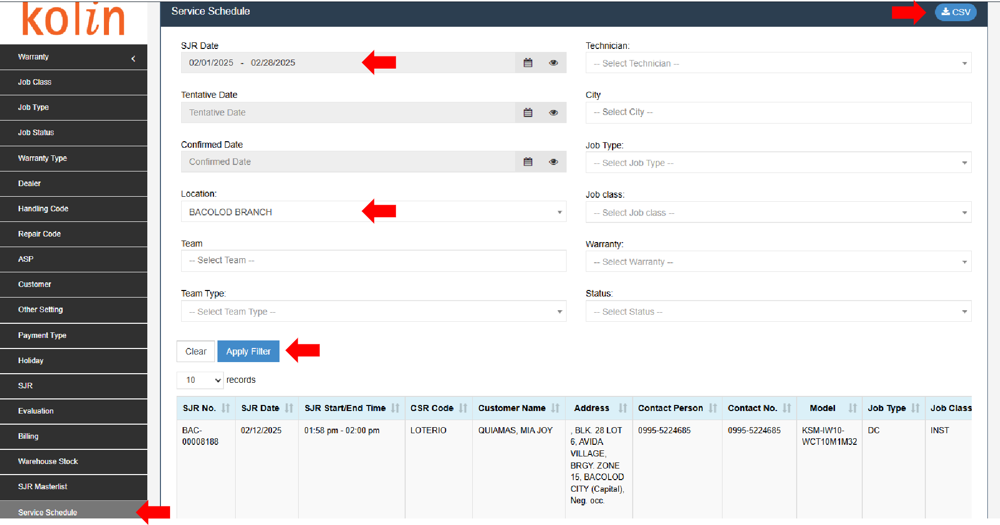 kolin
Warranty
Job Class
Job Type
Job Status
Warranty Type
Dealer
Handling Code
Repair Code
ASP
Customer
Other Setting
Payment Type
Holiday
SJR
Evaluation
Billing
Warehouse Stock
SJR Masterlist
Service Schedule
Service Schedule
CSV
SJR Date
02/01/2025 - 02/28/2025
Tentative Date
Tentative Date
Confirmed Date
Confirmed Date
Location:
BACOLOD BRANCH
Team
-- Select Team --
Team Type:
-- Select Team Type --
Technician:
-- Select Technician --
City
-- Select City --
Job Type:
-- Select Job Type --
Job class:
-- Select Job class --
Warranty:
-- Select Warranty --
Status:
-- Select Status --
Clear Apply Filter
10 records
SJR No. SJR Date SJR Start/End Time CSR Code Customer Name Address Contact Person Contact No. Model Job Type Job Class
BAC- 02/12/2025 01:58 pm - 02:00 pm LOTERIO QUIAMAS, MIA JOY , BLK. 28 LOT 0995-5224685 0995-5224685 KSM-IW10- DC INST
00008188 6, AVIDA WCT10M1M32
VILLAGE,
BRGY. ZONE
15, BACOLOD
CITY (Capital),
Neg. occ.